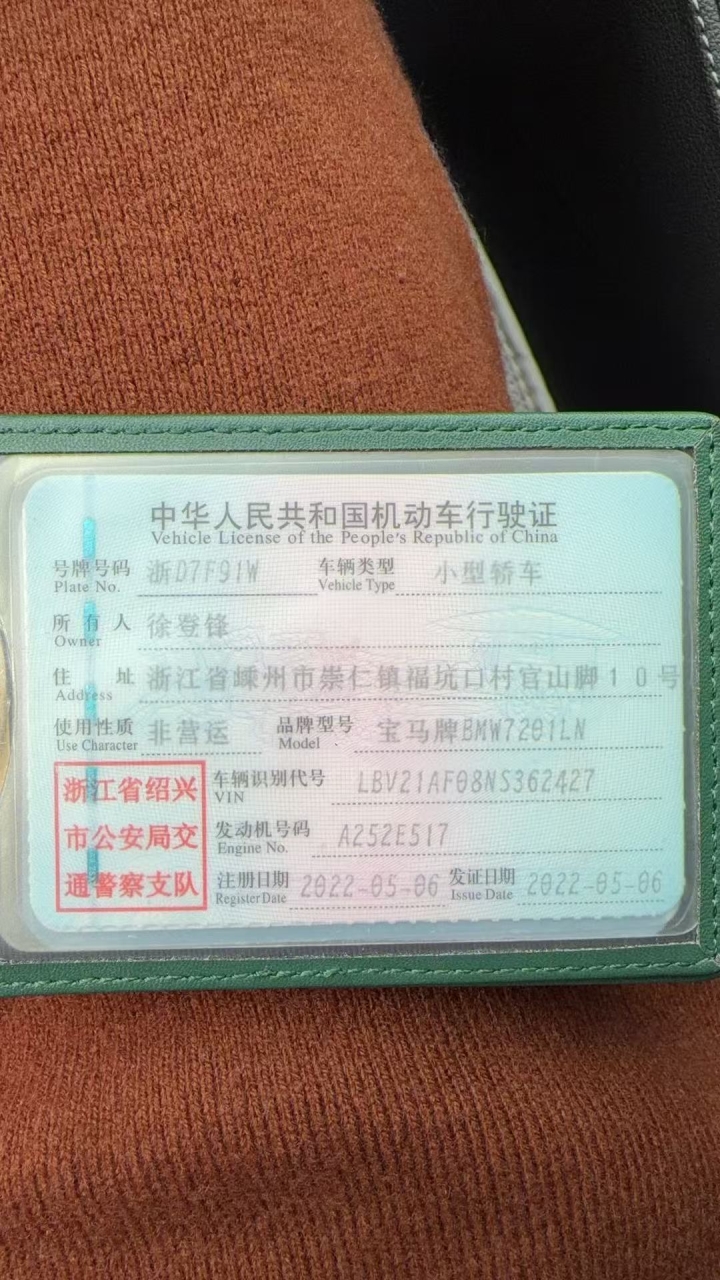 中华人民共和国机动车行驶证
Vehicle License of the People's Republic of China
号牌号码 浙D7F91W 车辆类型 小型轿车
Plate No. Vehicle Type
所有人 徐登锋
Owner
住址 浙江省嵊州市崇仁镇福坑口村官山脚10号
Address
使用性质 非营运 品牌型号 宝马牌BMW7201LN
Use Character Model
浙江省绍兴
市公安局交
通警察支队
车辆识别代号 LBV21AF08NS362427
VIN
发动机号码 A252E517
Engine No.
注册日期 2022-05-06 发证日期 2022-05-06
Register Date Issue Date